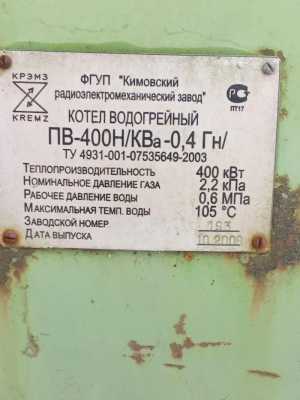 КРЭМЗ
KREMZ
ФГУП "Кимовский
радиоэлектромеханический завод"
ПТ17
КОТЕЛ ВОДОГРЕЙНЫЙ
ПВ-400Н/КВа-0,4 Гн/
ТУ 4931-001-07535649-2003
ТЕПЛОПРОИЗВОДИТЕЛЬНОСТЬ 400 кВт
НОМИНАЛЬНОЕ ДАВЛЕНИЕ ГАЗА 2,2 кПа
РАБОЧЕЕ ДАВЛЕНИЕ ВОДЫ 0,6 МПа
МАКСИМАЛЬНАЯ ТЕМП. ВОДЫ 105 °С
ЗАВОДСКОЙ НОМЕР 193
ДАТА ВЫПУСКА